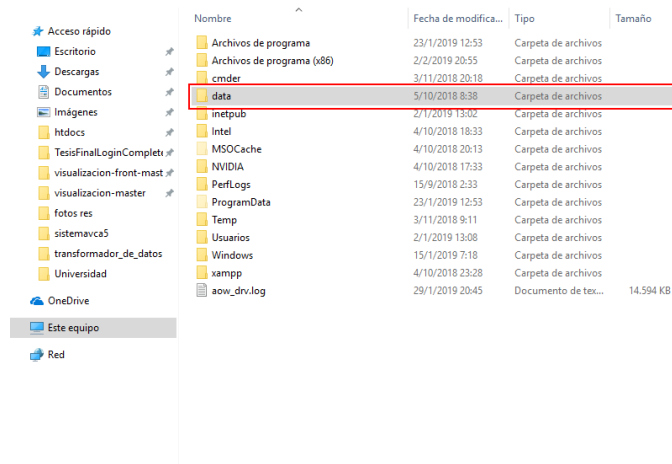 Nombre Fecha de modifica... Tipo Tamaño
Acceso rápido
Escritorio
Descargas
Documentos
Imágenes
htdocs
TesisFinalLoginComplet
visualizacion-front-mast
visualizacion-master
fotos res
sistemavca5
transformador_de_datos
Universidad
OneDrive
Este equipo
Red
Archivos de programa 23/1/2019 12:53 Carpeta de archivos
Archivos de programa (x86) 2/2/2019 20:55 Carpeta de archivos
cmder 3/11/2018 20:18 Carpeta de archivos
data 5/10/2018 8:38 Carpeta de archivos
inetpub 2/1/2019 13:02 Carpeta de archivos
Intel 4/10/2018 18:33 Carpeta de archivos
MSOCache 4/10/2018 20:13 Carpeta de archivos
NVIDIA 4/10/2018 17:33 Carpeta de archivos
PerfLogs 15/9/2018 2:33 Carpeta de archivos
ProgramData 23/1/2019 12:53 Carpeta de archivos
Temp 3/11/2018 9:11 Carpeta de archivos
Usuarios 2/1/2019 13:08 Carpeta de archivos
Windows 15/1/2019 7:18 Carpeta de archivos
xampp 4/10/2018 23:28 Carpeta de archivos
aow_drv.log 29/1/2019 20:45 Documento de tex... 14.594 KB